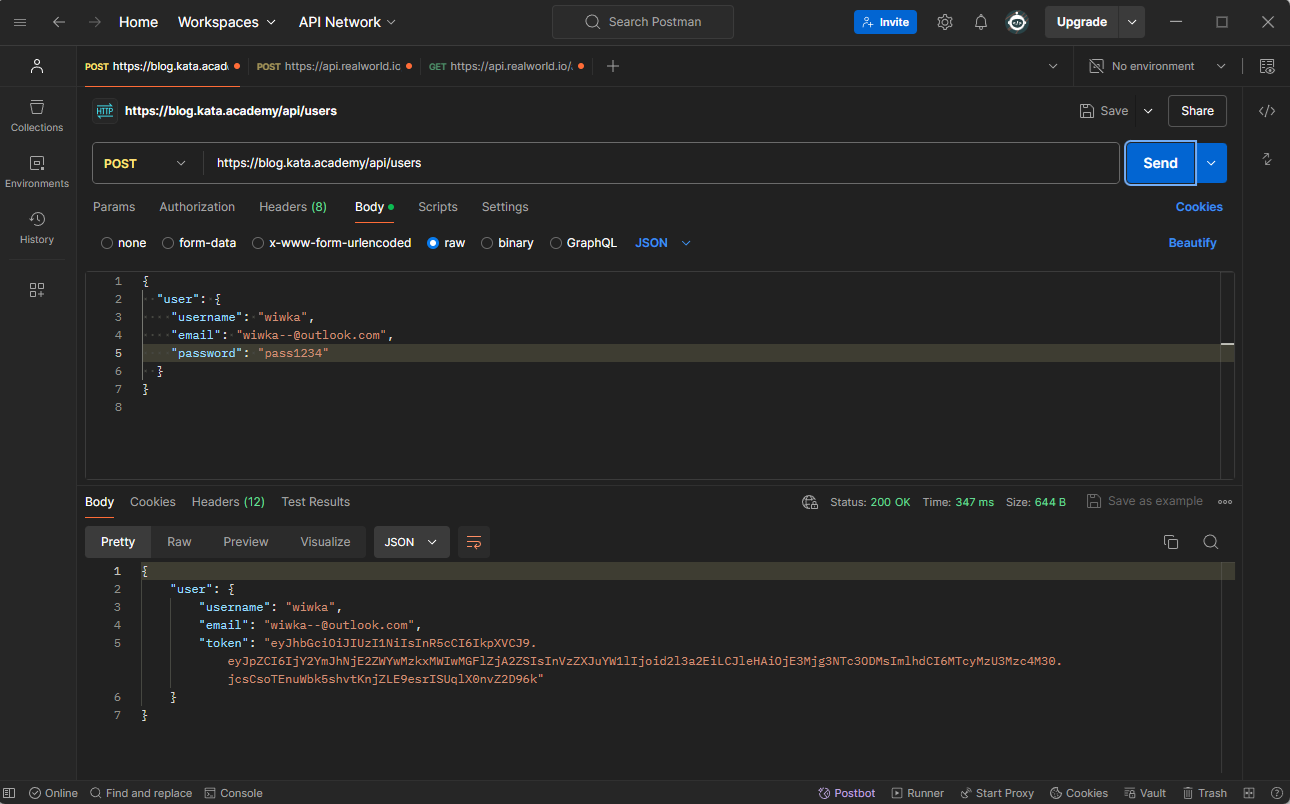 Home Workspaces API Network Search Postman Invite Upgrade
POST https://blog.kata.acad POST https://api.realworld.io GET https://api.realworld.io/ No environment
HTTP https://blog.kata.academy/api/users Save Share
Collections
POST https://blog.kata.academy/api/users Send
Environments
Params Authorization Headers (8) Body Scripts Settings Cookies
History
none form-data x-www-form-urlencoded raw binary GraphQL JSON Beautify
1 {
2 "user": {
3 "username": "wiwka",
4 "email": "wiwka--@outlook.com",
5 "password": "pass1234"
6 }
7 }
8
Body Cookies Headers (12) Test Results Status: 200 OK Time: 347 ms Size: 644 B Save as example
Pretty Raw Preview Visualize JSON
1 {
2 "user": {
3 "username": "wiwka",
4 "email": "wiwka--@outlook.com",
5 "token": "eyJhbGciOiJIUzI1NiIsInR5cCI6IkpXVCJ9.
eyJpZCI6IjY2YmJhNjE2ZWYwMzkxMWIwMGFlZjA2ZSIsInVzZXJuYW1lIjoid2l3a2EiLCJleHAiOjE3Mjg3NTc3ODMsImlhdCI6MTcyMzU3Mzc4M30.
jcsCsoTEnuWbk5shvtKnjZLE9esrISUqlX0nvZ2D96k"
6 }
7 }
Online Find and replace Console Postbot Runner Start Proxy Cookies Vault Trash